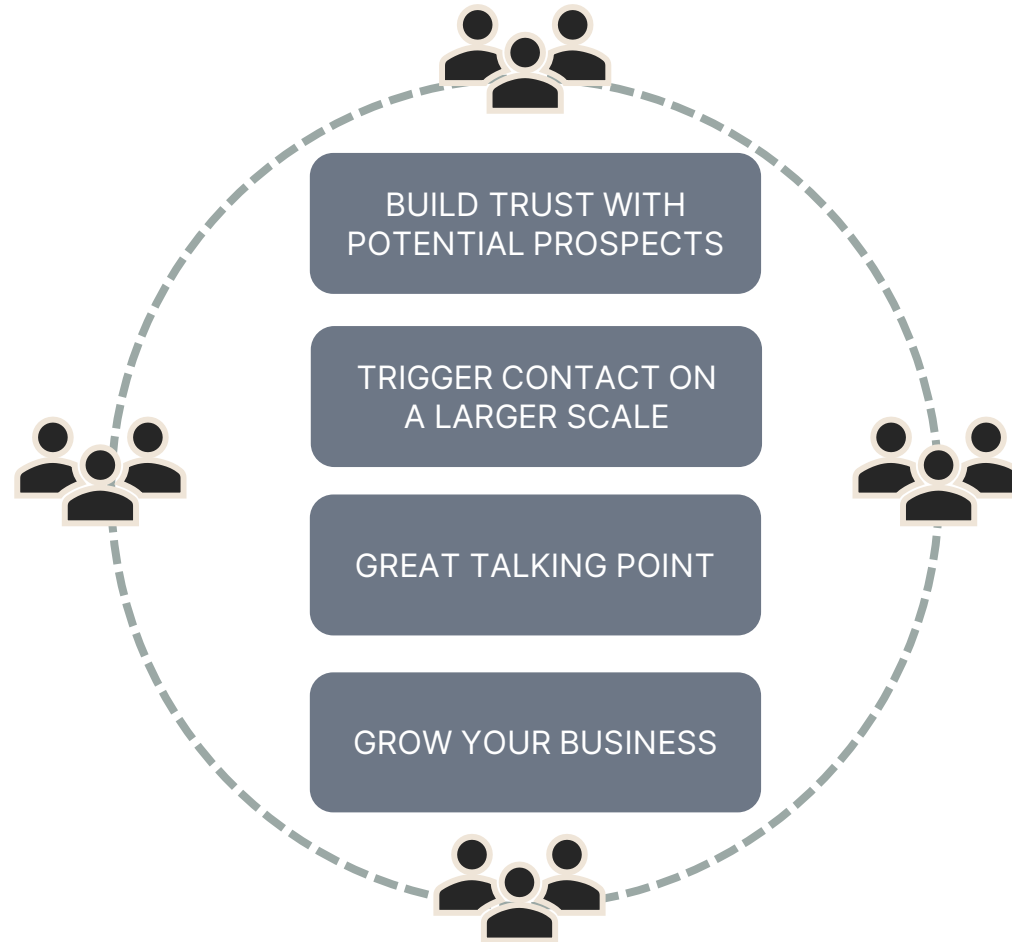 BUILD TRUST WITH
POTENTIAL PROSPECTS
TRIGGER CONTACT ON
A LARGER SCALE
GREAT TALKING POINT
GROW YOUR BUSINESS